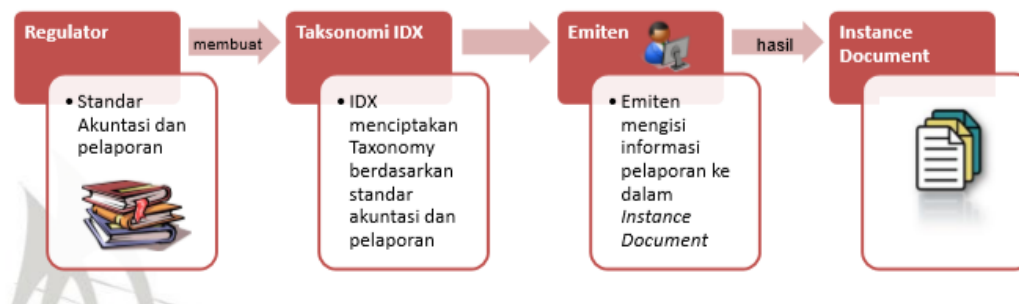 Regulator
• Standar
Akuntasi dan
pelaporan
membuat
Taksonomi IDX
• IDX
menciptakan
Taxonomy
berdasarkan
standar
akuntasi dan
pelaporan
Emiten
• Emiten
mengisi
informasi
pelaporan ke
dalam
Instance
Document
hasil
Instance
Document